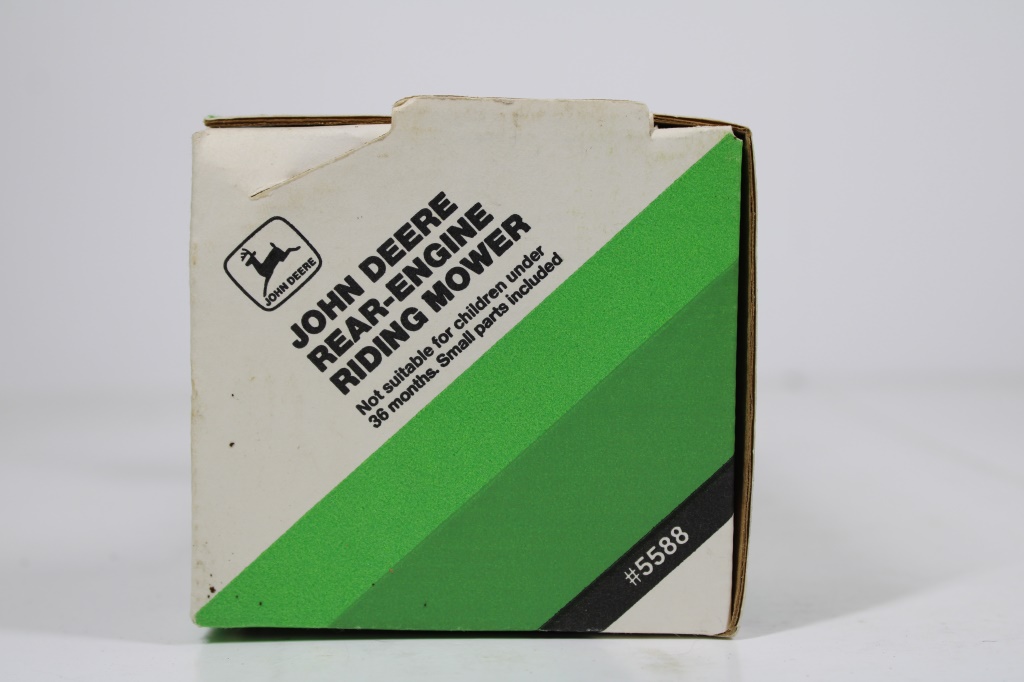 JOHN DEERE
JOHN DEERE
REAR-ENGINE
RIDING MOWER
Not suitable for children under
36 months. Small parts included
#5588